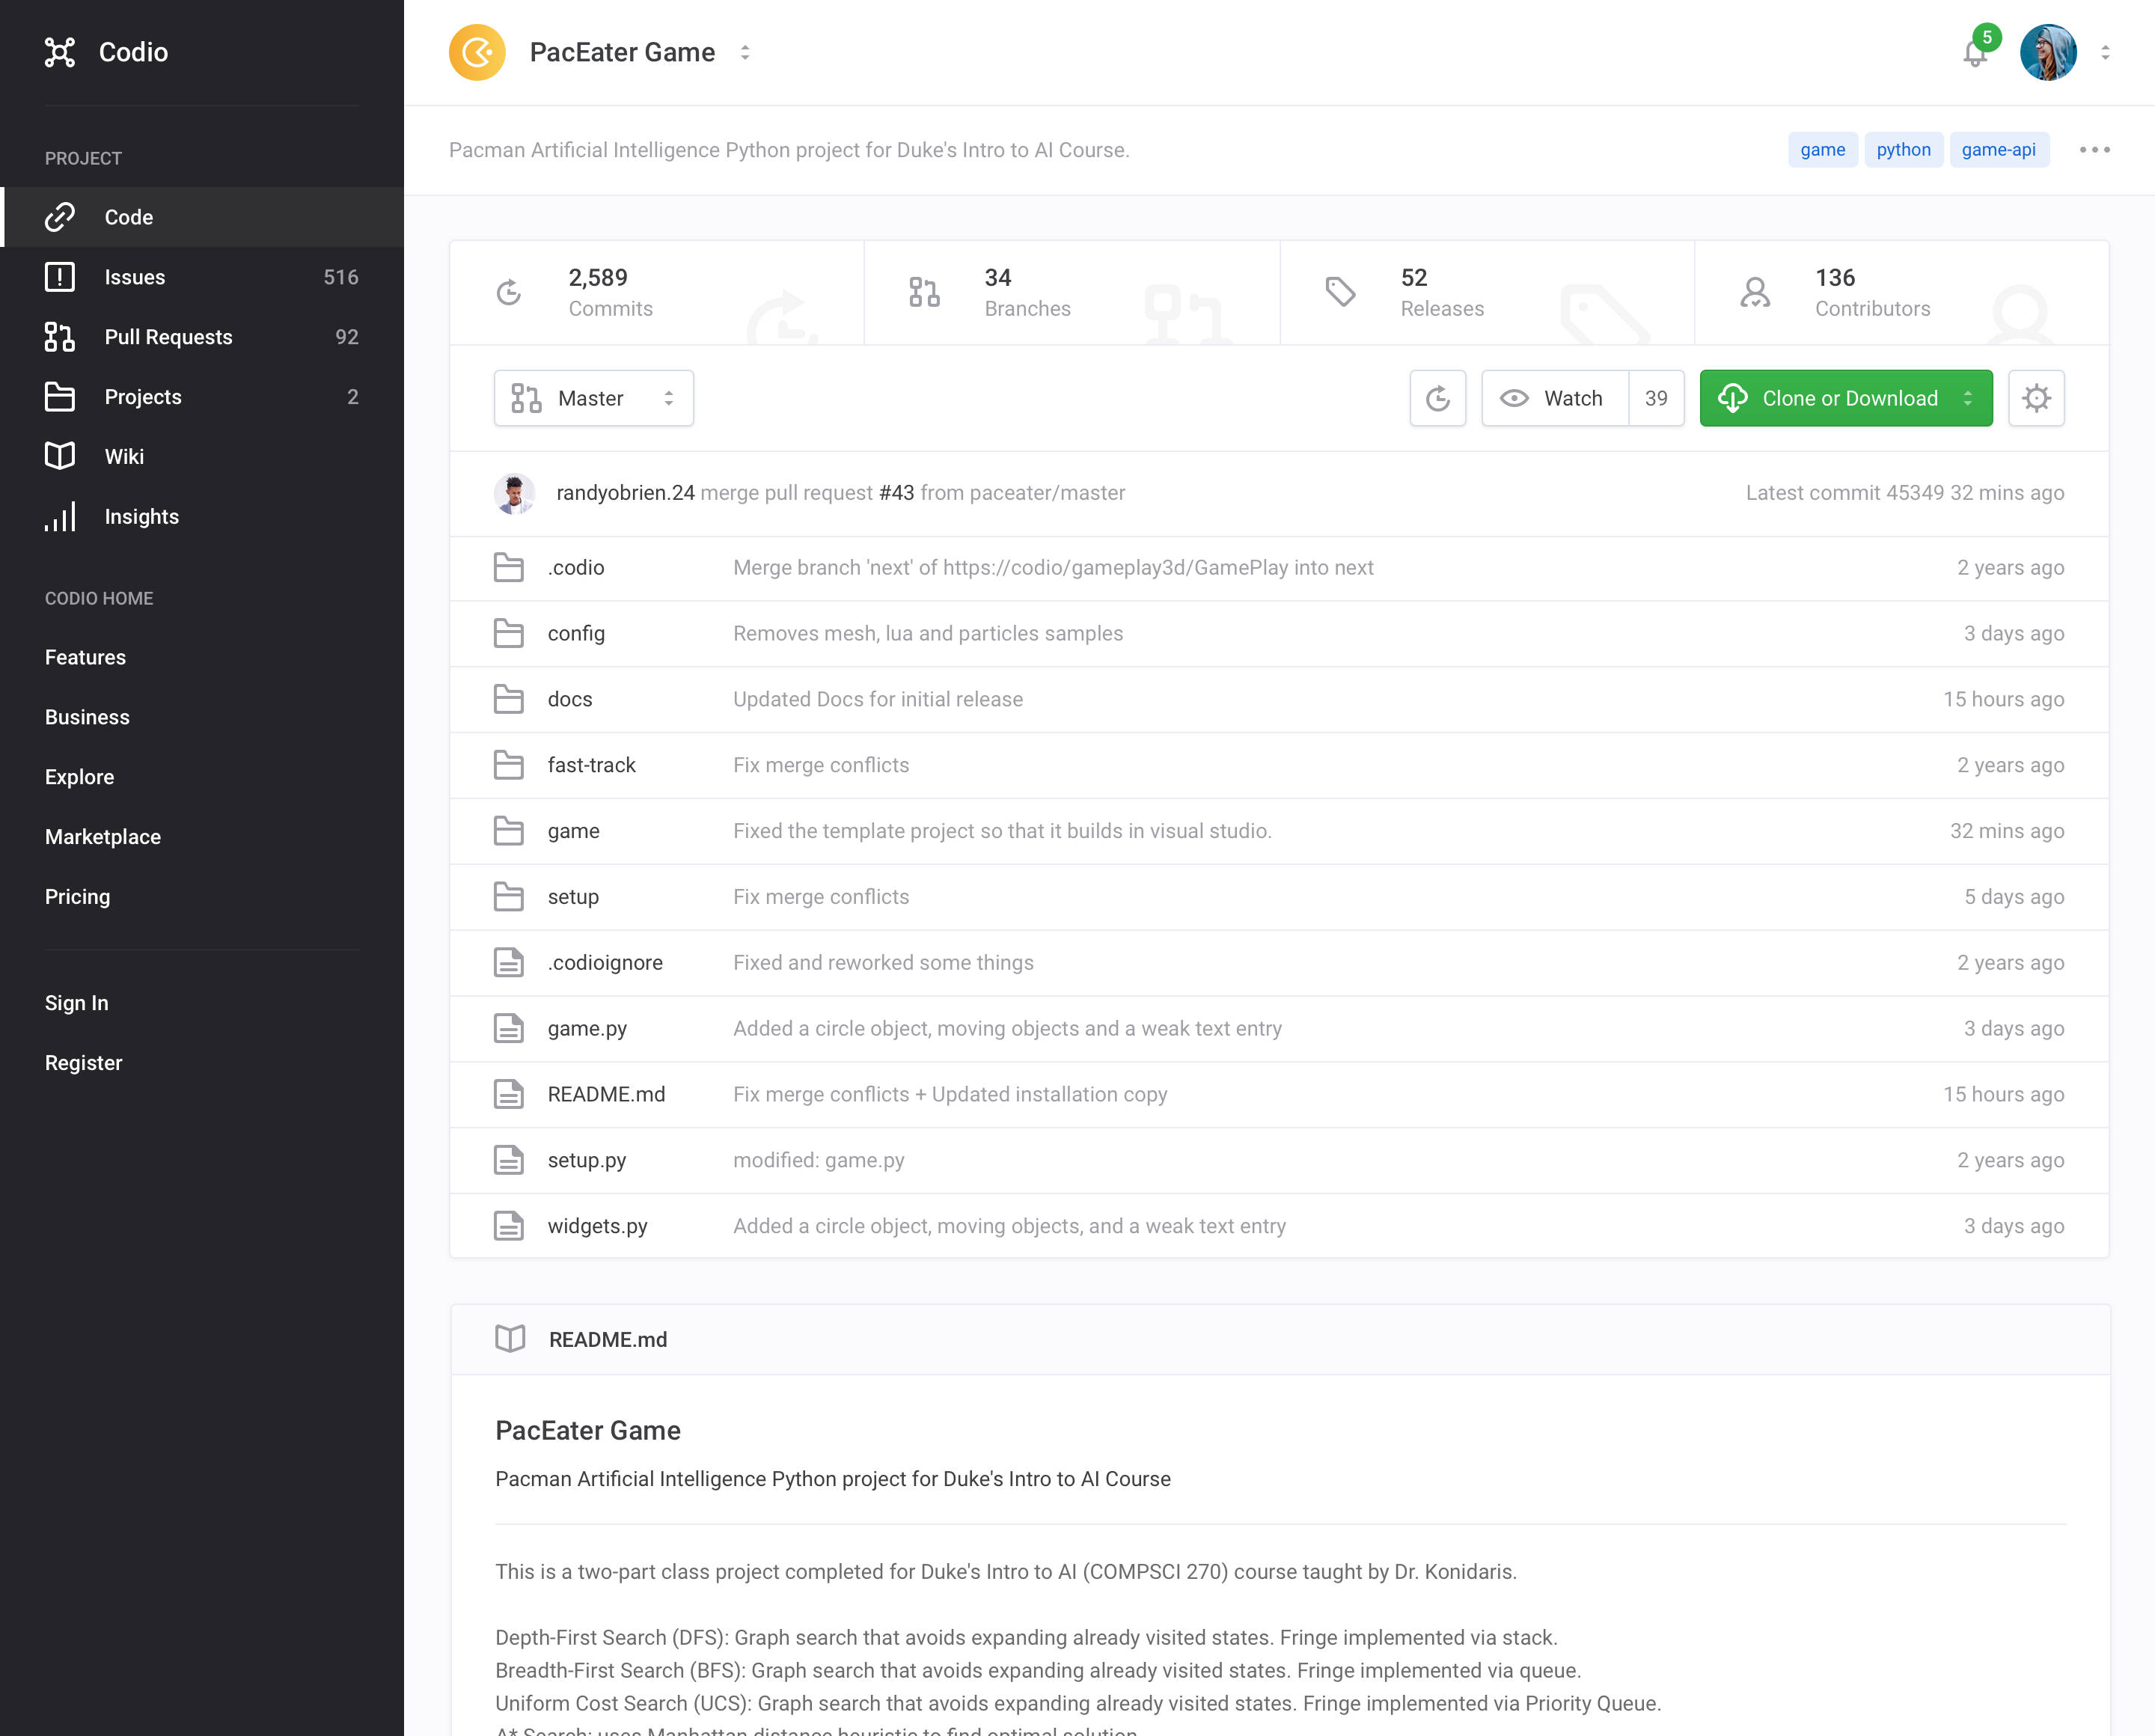 Codio
PROJECT
Code
Issues 516
Pull Requests 92
Projects 2
Wiki
Insights
CODIO HOME
Features
Business
Explore
Marketplace
Pricing
Sign In
Register
PacEater Game
5
Pacman Artificial Intelligence Python project for Duke's Intro to AI Course.
game python game-api
2,589
Commits
34
Branches
52
Releases
136
Contributors
Master
Watch 39
Clone or Download
randyobrien.24 merge pull request #43 from paceater/master
Latest commit 45349 32 mins ago
.codio Merge branch 'next' of https://codio/gameplay3d/GamePlay into next 2 years ago
config Removes mesh, lua and particles samples 3 days ago
docs Updated Docs for initial release 15 hours ago
fast-track Fix merge conflicts 2 years ago
game Fixed the template project so that it builds in visual studio. 32 mins ago
setup Fix merge conflicts 5 days ago
.codioignore Fixed and reworked some things 2 years ago
game.py Added a circle object, moving objects and a weak text entry 3 days ago
README.md Fix merge conflicts + Updated installation copy 15 hours ago
setup.py modified: game.py 2 years ago
widgets.py Added a circle object, moving objects, and a weak text entry 3 days ago
README.md
PacEater Game
Pacman Artificial Intelligence Python project for Duke's Intro to AI Course
This is a two-part class project completed for Duke's Intro to AI (COMPSCI 270) course taught by Dr. Konidaris.
Depth-First Search (DFS): Graph search that avoids expanding already visited states. Fringe implemented via stack.
Breadth-First Search (BFS): Graph search that avoids expanding already visited states. Fringe implemented via queue.
Uniform Cost Search (UCS): Graph search that avoids expanding already visited states. Fringe implemented via Priority Queue.
A* Search: uses Manhattan distance heuristic to find optimal solution